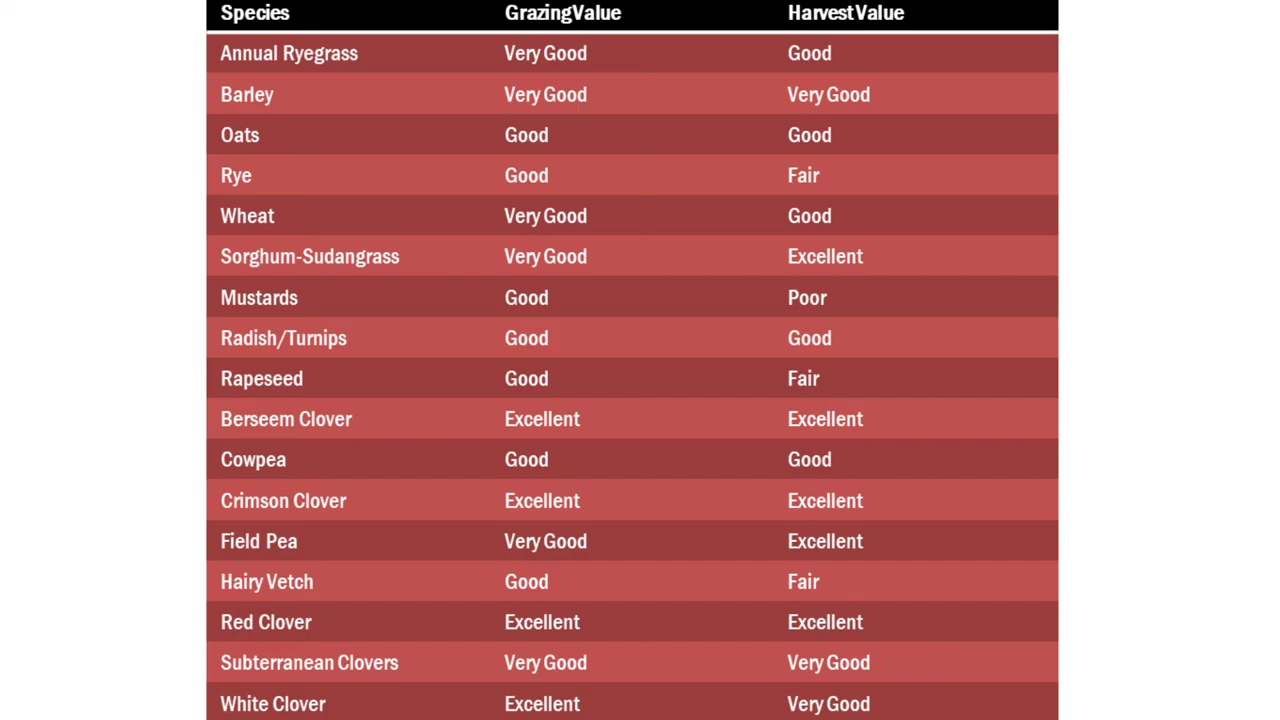 Species GrazingValue HarvestValue
Annual Ryegrass Very Good Good
Barley Very Good Very Good
Oats Good Good
Rye Good Fair
Wheat Very Good Good
Sorghum-Sudangrass Very Good Excellent
Mustards Good Poor
Radish/Turnips Good Good
Rapeseed Good Fair
Berseem Clover Excellent Excellent
Cowpea Good Good
Crimson Clover Excellent Excellent
Field Pea Very Good Excellent
Hairy Vetch Good Fair
Red Clover Excellent Excellent
Subterranean Clovers Very Good Very Good
White Clover Excellent Very Good